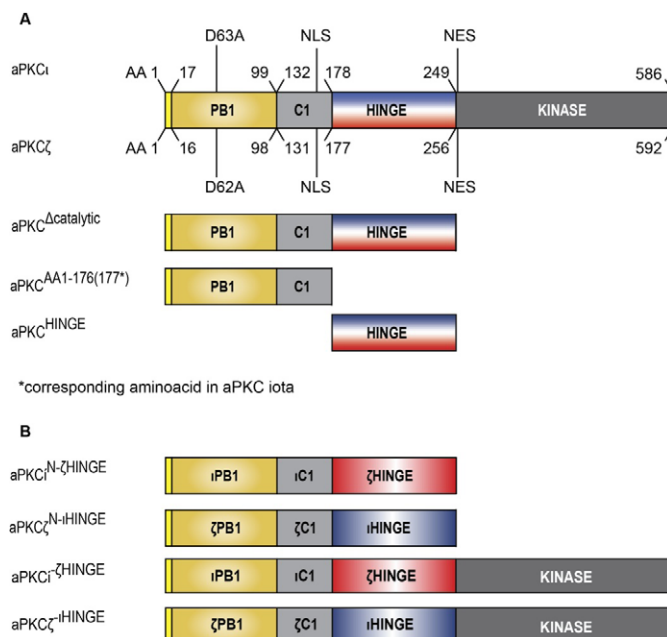 A
D63A NLS NES
aPKCι AA 1 17 99 132 178 249 586
PB1 C1 HINGE KINASE
aPKCζ AA 1 16 98 131 177 256 592
D62A NLS NES
aPKCΔcatalytic PB1 C1 HINGE
aPKCAA1-176(177*) PB1 C1
aPKCHINGE HINGE
*corresponding aminoacid in aPKC iota
B
aPKCiN-ζHINGE ιPB1 ιC1 ζHINGE
aPKCζN-ιHINGE ζPB1 ζC1 ιHINGE
aPKCi-ζHINGE ιPB1 ιC1 ζHINGE KINASE
aPKCζ-ιHINGE ζPB1 ζC1 ιHINGE KINASE